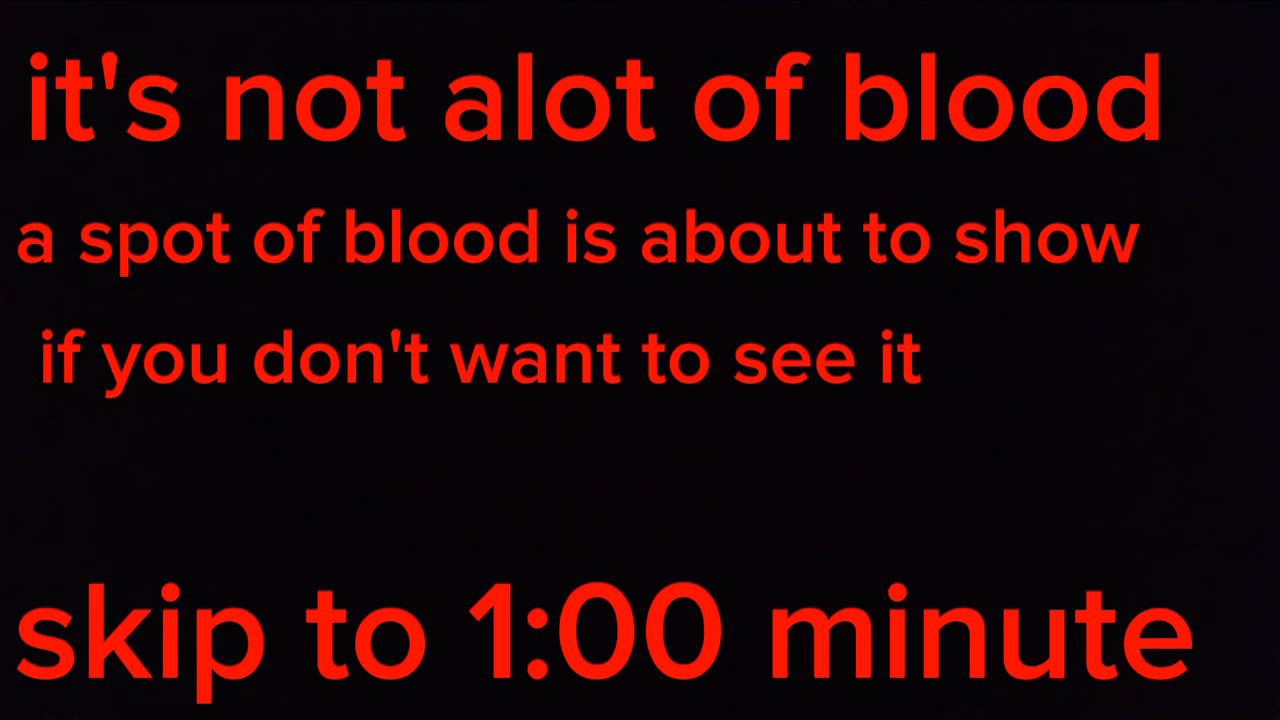 it's not alot of blood
a spot of blood is about to show
if you don't want to see it
skip to 1:00 minute